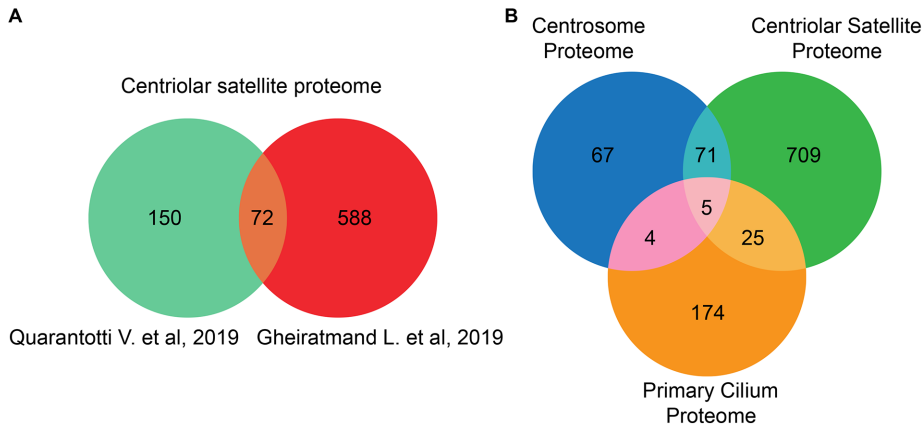 A
Centriolar satellite proteome
150
72
588
Quarantotti V. et al, 2019
Gheiratmand L. et al, 2019
B
Centrosome
Proteome
Centriolar Satellite
Proteome
67
71
709
5
4
25
174
Primary Cilium
Proteome